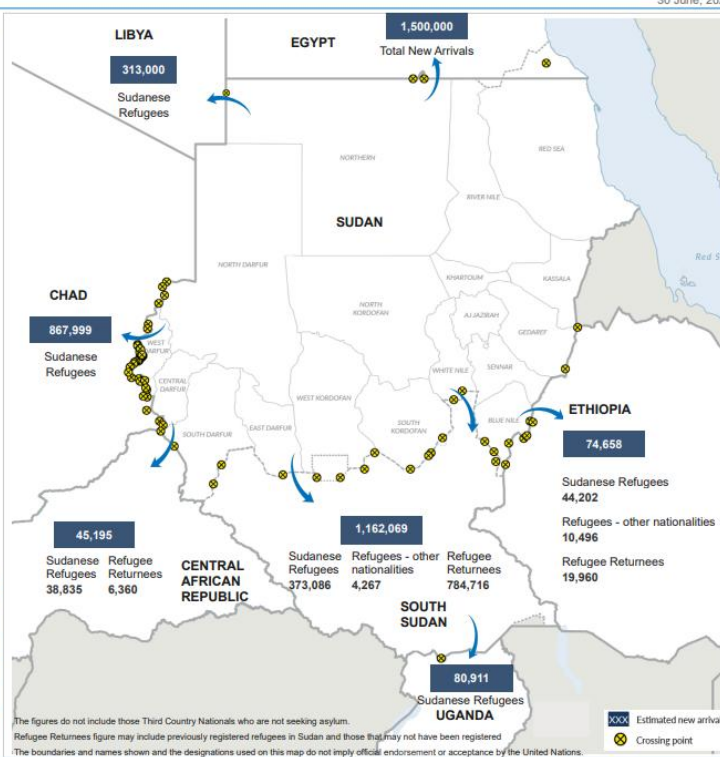 30 June, 20
LIBYA
313,000
Sudanese
Refugees
EGYPT
1,500,000
Total New Arrivals
NORTHERN
RED SEA
RIVER NILE
SUDAN
NORTH DARFUR
KHARTOUM
KASSALA
NORTH
KORDOFAN
AJ JAZIRAH
GEDAREF
Red S
CHAD
867,999
Sudanese
Refugees
WEST
DARFUR
CENTRAL
DARFUR
WEST KORDOFAN
WHITE NILE
SENNAR
SOUTH DARFUR
EAST DARFUR
SOUTH
KORDOFAN
BLUE NILE
ETHIOPIA
74,658
Sudanese Refugees
44,202
Refugees - other nationalities
10,496
Refugee Returnees
19,960
45,195
Sudanese Refugees
38,835
Refugee Returnees
6,360
CENTRAL
AFRICAN
REPUBLIC
1,162,069
Sudanese Refugees
373,086
Refugees - other nationalities
4,267
Refugee Returnees
784,716
SOUTH
SUDAN
80,911
Sudanese Refugees
UGANDA
The figures do not include those Third Country Nationals who are not seeking asylum.
Refugee Returnees figure may include previously registered refugees in Sudan and those that may not have been registered
The boundaries and names shown and the designations used on this map do not imply official endorsement or acceptance by the United Nations.
XXX Estimated new arrival
Crossing point